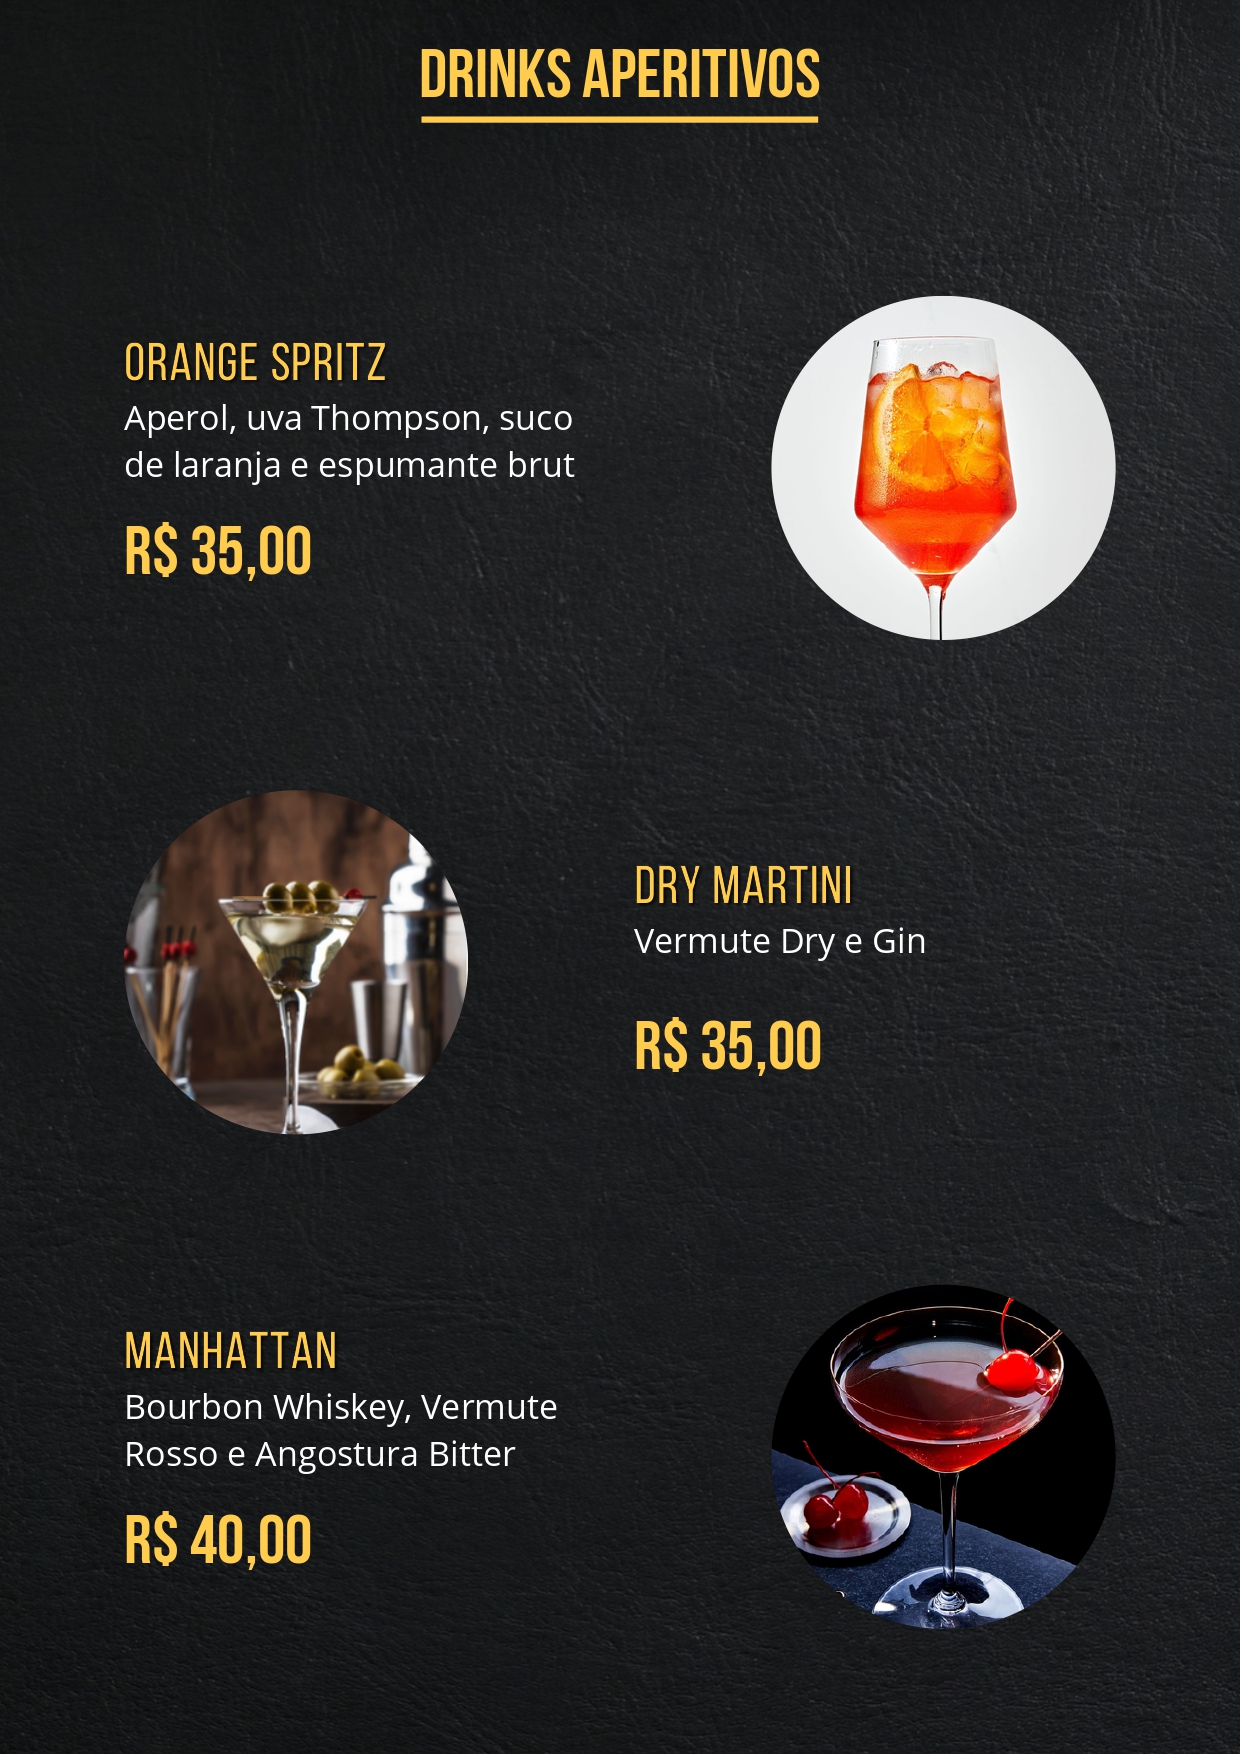 DRINKS APERITIVOS
ORANGE SPRITZ
Aperol, uva Thompson, suco
de laranja e espumante brut
R$ 35,00
DRY MARTINI
Vermute Dry e Gin
R$ 35,00
MANHATTAN
Bourbon Whiskey, Vermute
Rosso e Angostura Bitter
R$ 40,00